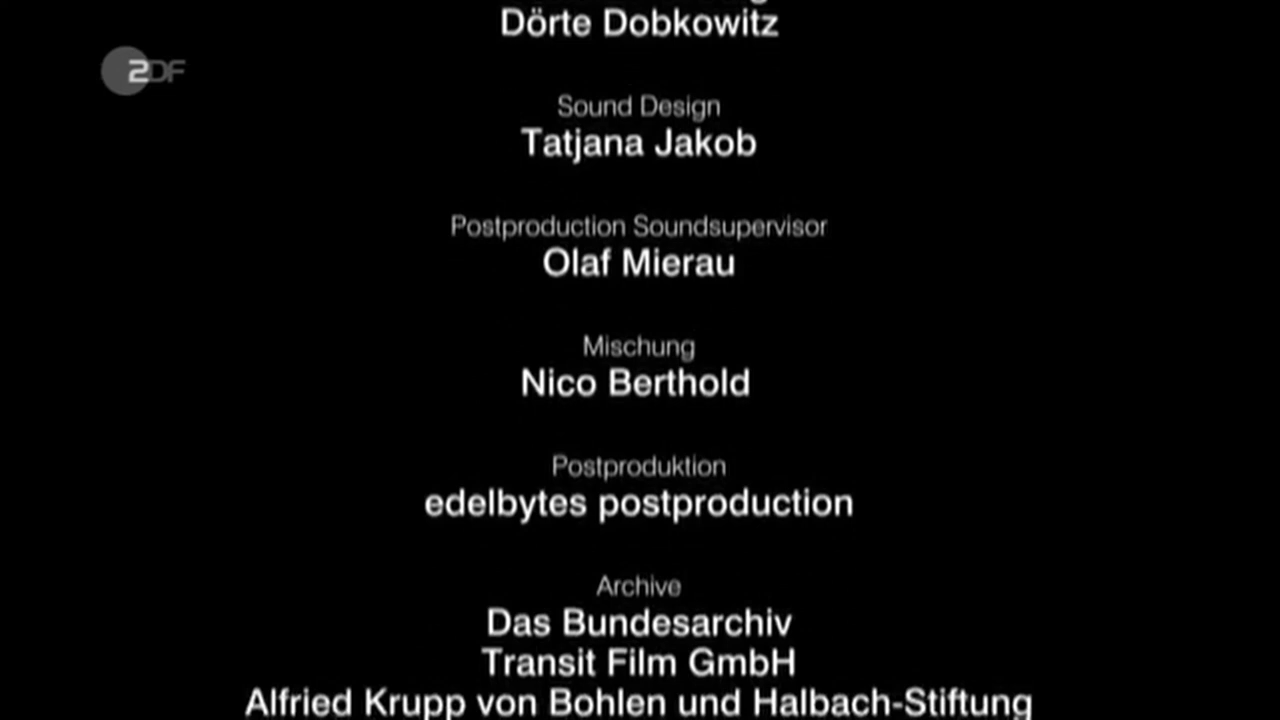 Dörte Dobkowitz
ZDF
Sound Design
Tatjana Jakob
Postproduction Soundsupervisor
Olaf Mierau
Mischung
Nico Berthold
Postproduktion
edelbytes postproduction
Archive
Das Bundesarchiv
Transit Film GmbH
Alfried Krupp von Bohlen und Halbach-Stiftung